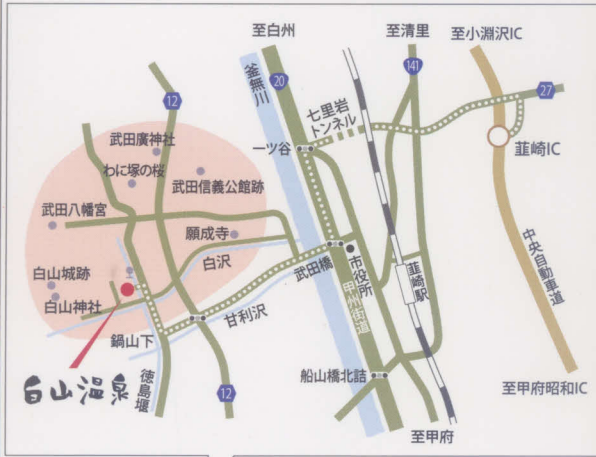 至白州
至清里
至小淵沢IC
20
141
27
12
釜無川
七里岩
トンネル
一ツ谷
韮崎IC
武田廣神社
わに塚の桜
武田信義公館跡
武田八幡宮
願成寺
白沢
白山城跡
白山神社
武田橋
市役所
甲州街道
韮崎駅
中央自動車道
鍋山下
甘利沢
白山温泉
徳島堰
12
船山橋北詰
至甲府
至甲府昭和IC